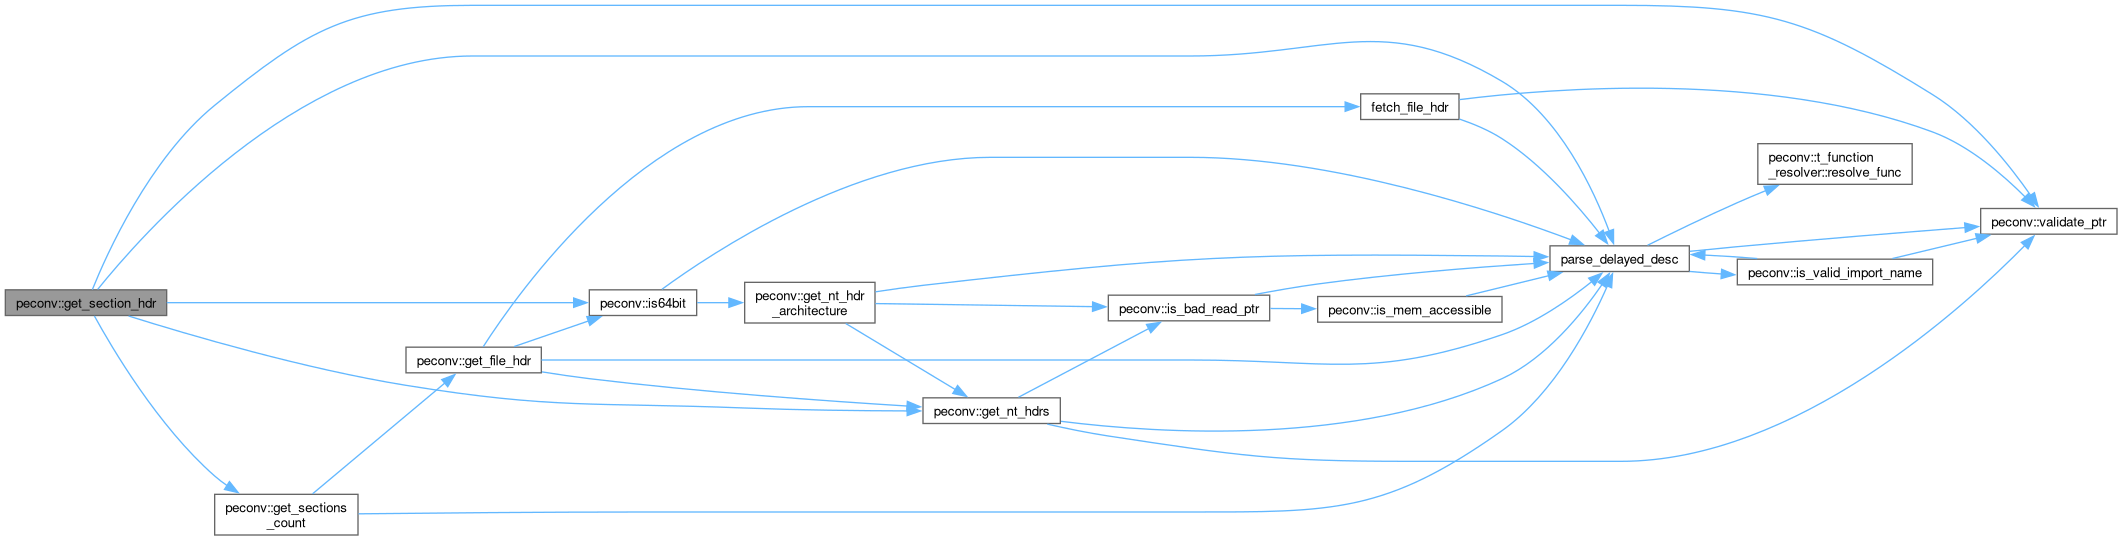 fetch_file_hdr
peconv::t_function
_resolver::resolve_func
peconv::validate_ptr
parse_delayed_desc
peconv::is_valid_import_name
peconv::get_section_hdr
peconv::is64bit
peconv::get_nt_hdr
_architecture
peconv::is_bad_read_ptr
peconv::is_mem_accessible
peconv::get_file_hdr
peconv::get_nt_hdrs
peconv::get_sections
_count